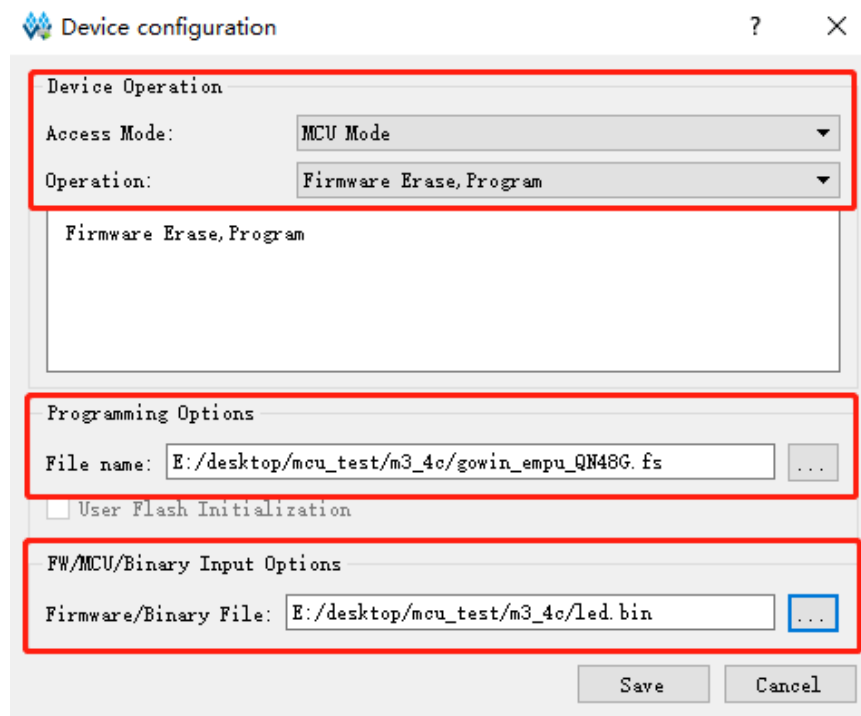 Device configuration
?
Device Operation
Access Mode: MCU Mode
Operation: Firmware Erase,Program
Firmware Erase,Program
Programming Options
File name: E:/desktop/mcu_test/m3_4c/gowin_empu_QN48G.fs ...
User Flash Initialization
FW/MCU/Binary Input Options
Firmware/Binary File: E:/desktop/mcu_test/m3_4c/led.bin ...
Save Cancel